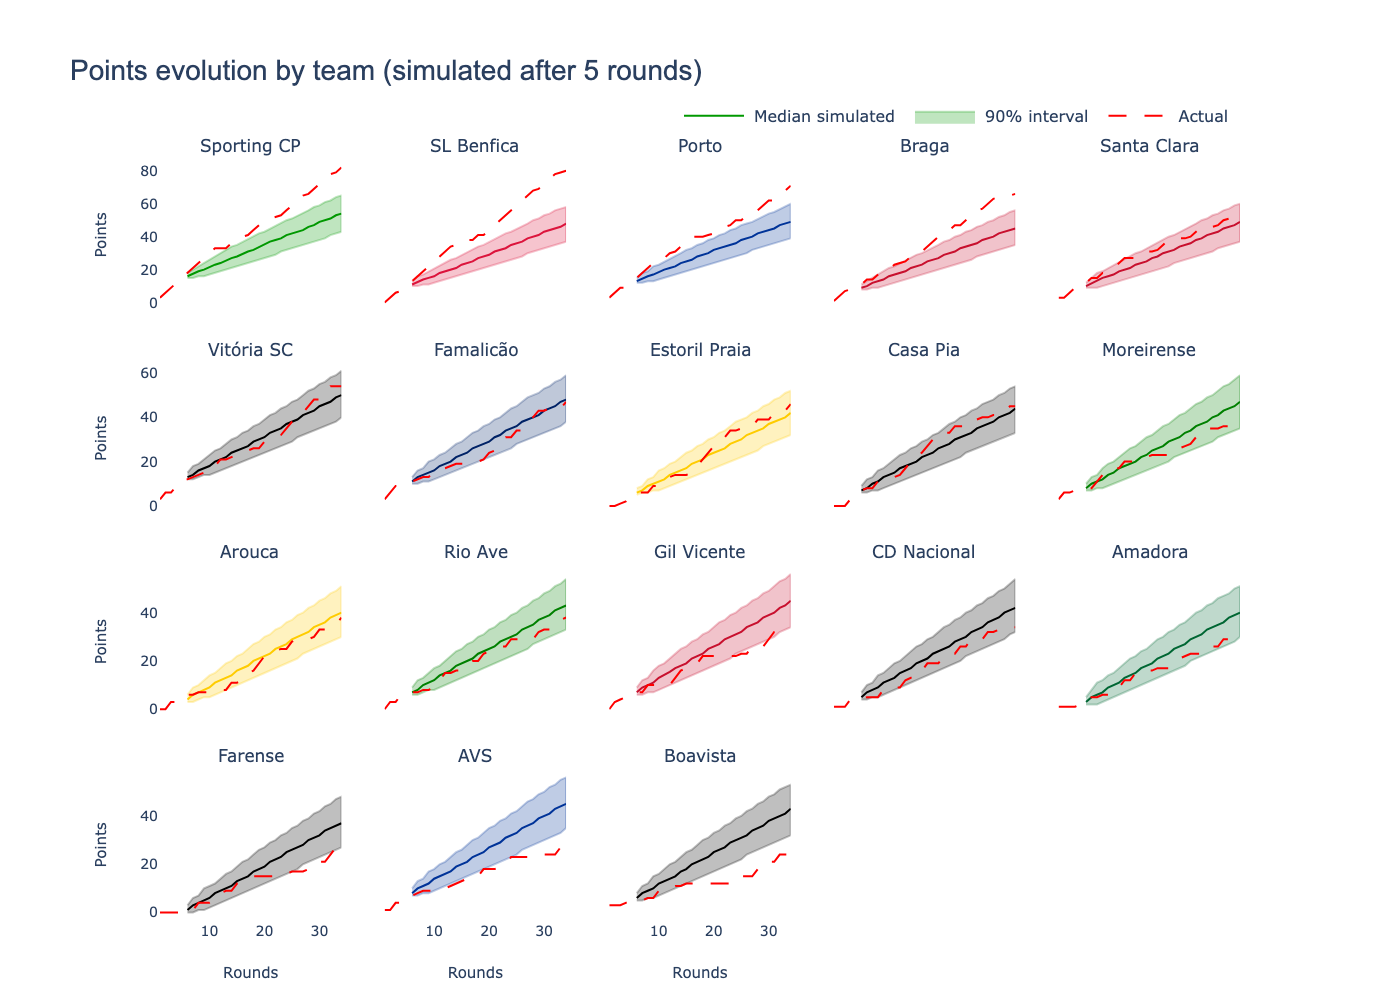 Points evolution by team (simulated after 5 rounds)
Median simulated 90% interval Actual
Sporting CP SL Benfica Porto Braga Santa Clara
80
60
40
20
0
Points
Vitória SC Famalicão Estoril Praia Casa Pia Moreirense
60
40
20
0
Points
Arouca Rio Ave Gil Vicente CD Nacional Amadora
40
20
0
Points
Farense AVS Boavista
40
20
0
Points
10 20 30 10 20 30 10 20 30
Rounds Rounds Rounds